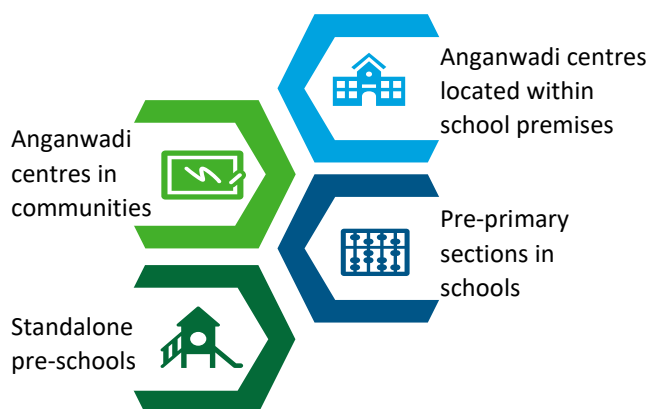 Anganwadi centres
located within
school premises
Anganwadi
centres in
communities
Pre-primary
sections in
schools
Standalone
pre-schools